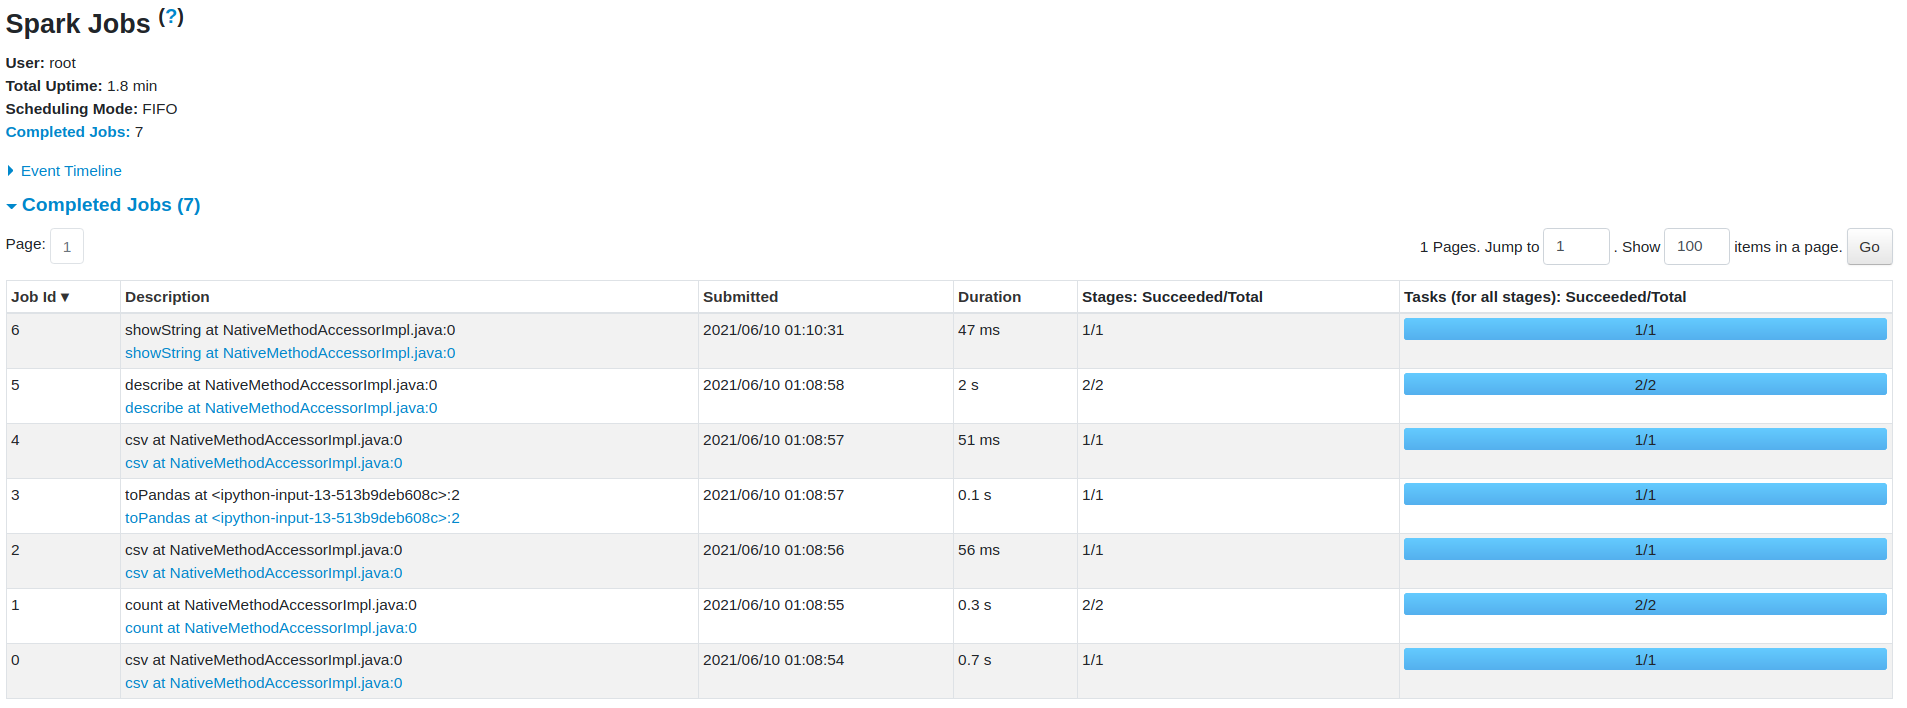 Spark Jobs (?)
User: root
Total Uptime: 1.8 min
Scheduling Mode: FIFO
Completed Jobs: 7
Event Timeline
Completed Jobs (7)
Page: 1 1 Pages. Jump to 1 . Show 100 items in a page. Go
Job Id ▾ Description Submitted Duration Stages: Succeeded/Total Tasks (for all stages): Succeeded/Total
6 showString at NativeMethodAccessorImpl.java:0 2021/06/10 01:10:31 47 ms 1/1 1/1
showString at NativeMethodAccessorImpl.java:0
5 describe at NativeMethodAccessorImpl.java:0 2021/06/10 01:08:58 2 s 2/2 2/2
describe at NativeMethodAccessorImpl.java:0
4 csv at NativeMethodAccessorImpl.java:0 2021/06/10 01:08:57 51 ms 1/1 1/1
csv at NativeMethodAccessorImpl.java:0
3 toPandas at <ipython-input-13-513b9deb608c>:2 2021/06/10 01:08:57 0.1 s 1/1 1/1
toPandas at <ipython-input-13-513b9deb608c>:2
2 csv at NativeMethodAccessorImpl.java:0 2021/06/10 01:08:56 56 ms 1/1 1/1
csv at NativeMethodAccessorImpl.java:0
1 count at NativeMethodAccessorImpl.java:0 2021/06/10 01:08:55 0.3 s 2/2 2/2
count at NativeMethodAccessorImpl.java:0
0 csv at NativeMethodAccessorImpl.java:0 2021/06/10 01:08:54 0.7 s 1/1 1/1
csv at NativeMethodAccessorImpl.java:0